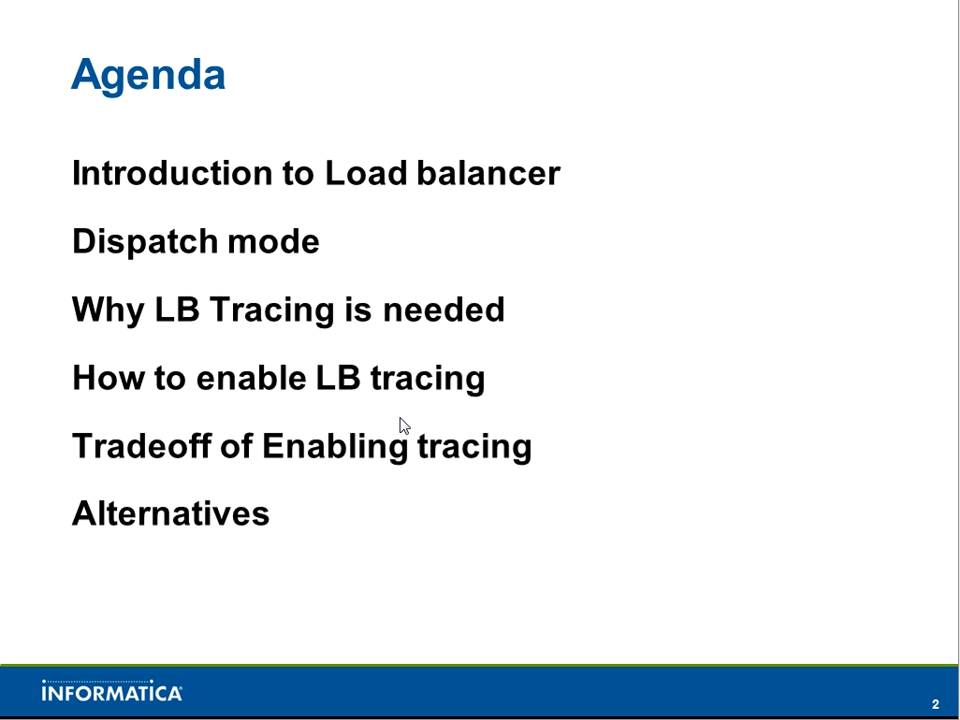 Agenda
Introduction to Load balancer
Dispatch mode
Why LB Tracing is needed
How to enable LB tracing
Tradeoff of Enabling tracing
Alternatives
INFORMATICA
2